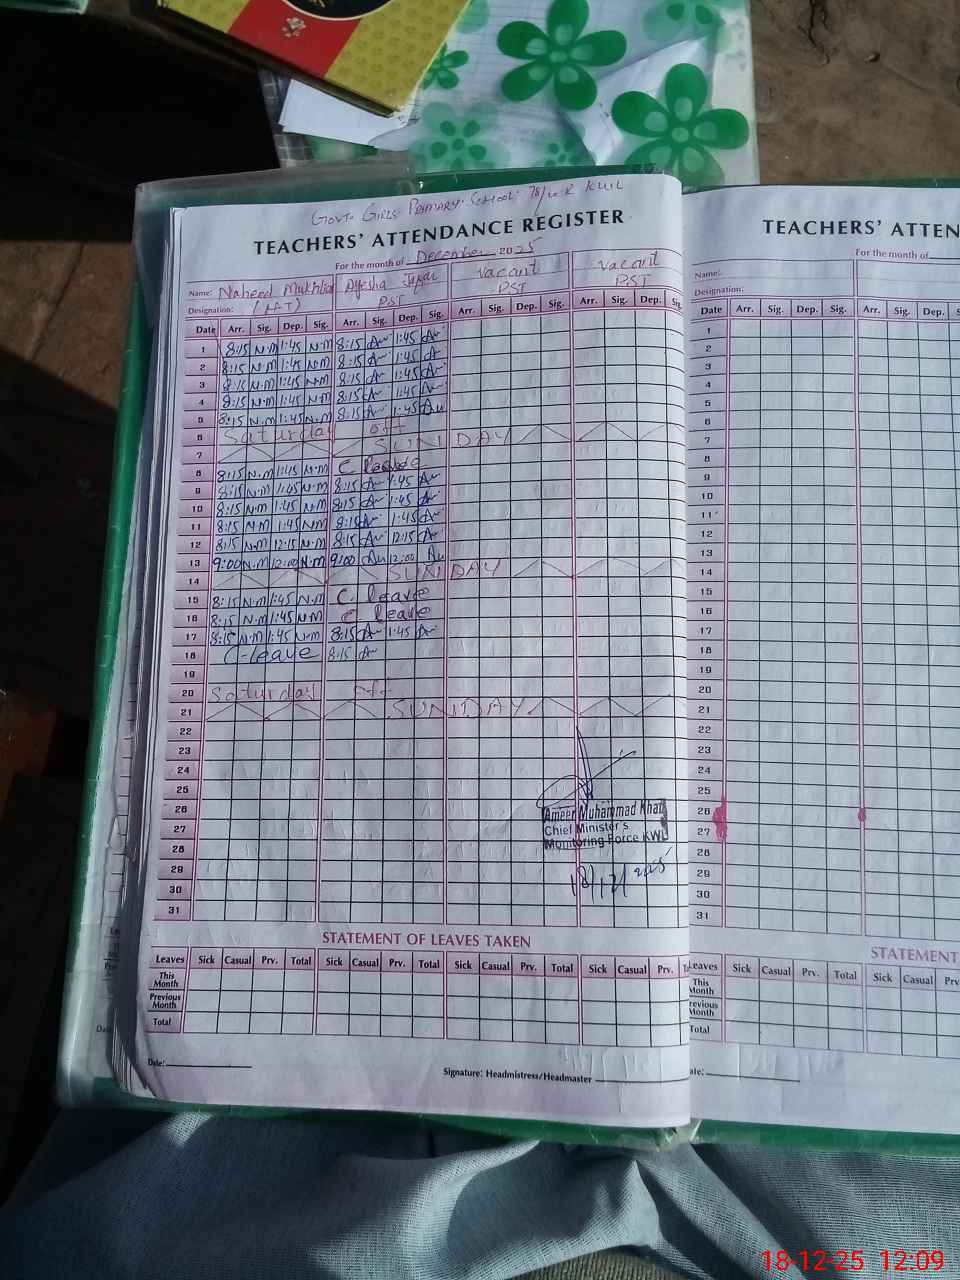 GOVT. GIRLS PRIMARY SCHOOL 78/10-R KWL
TEACHERS' ATTENDANCE REGISTER
For the month of December 2025
Name: Naheed Mukhtar Ayesha Vacant Vacant
Designation: PST PST PST
Date Arr. Sig. Dep. Sig. Arr. Sig. Dep. Sig. Arr. Sig. Dep. Sig. Arr. Sig. Dep. Sig.
1 8:15 N.M 1:45 N.M 8:15 1:45
2 8:15 N.M 1:45 N.M 8:15 1:45
3 8:15 N.M 1:45 N.M 8:15 1:45
4 8:15 N.M 1:45 N.M 8:15 1:45
5 8:15 N.M 1:45 N.M 8:15 1:45
6 Saturday off
7 SUNDAY
8 8:15 N.M 1:45 N.M C. leave
9 8:15 N.M 1:45 N.M 8:15 1:45
10 8:15 N.M 1:45 N.M 8:15 1:45
11 8:15 N.M 1:45 N.M 8:15 1:45
12 8:15 N.M 12:15 N.M 8:15 12:15
13 9:00 N.M 12:00 N.M 9:00 12:00
14 SUNDAY
15 8:15 N.M 1:45 N.M C. leave
16 8:15 N.M 1:45 N.M C. leave
17 8:15 N.M 1:45 N.M 8:15 1:45
18 C-leave 8:15
19
20 Saturday off
21 SUNDAY
22
23
24
25
26
27
28
29
30
31
Ameer Muhammad Khan
Chief Minister's
Monitoring Force KWL
18/12/2025
STATEMENT OF LEAVES TAKEN
Leaves Sick Casual Prv. Total Sick Casual Prv. Total Sick Casual Prv. Total Sick Casual Prv.
This Month
Previous Month
Total
Date:
Signature: Headmistress/Headmaster
TEACHERS' ATTEN
For the month of
Name:
Designation:
Date Arr. Sig. Dep. Sig. Arr. Sig. Dep.
1
2
3
4
5
6
7
8
9
10
11
12
13
14
15
16
17
18
19
20
21
22
23
24
25
26
27
28
29
30
31
STATEMENT
Leaves Sick Casual Prv. Total Sick Casual Prv
This Month
revious Month
Total
ate:
18-12-25 12:09